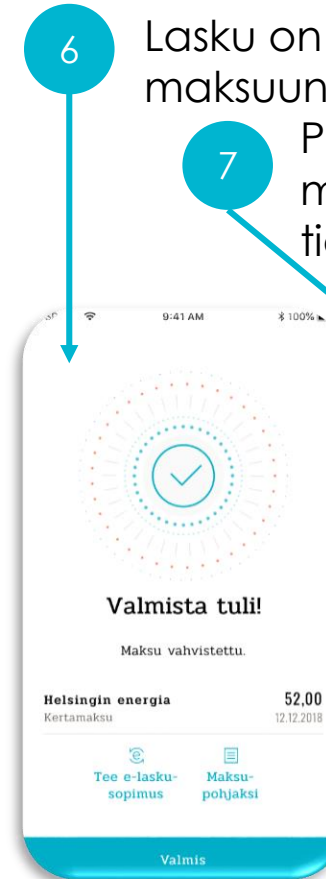 6
Lasku on
maksuun
7
9:41 AM
100%
Valmista tuli!
Maksu vahvistettu.
Helsingin energia 52,00
Kertamaksu 12.12.2018
Tee e-lasku-
sopimus
Maksu-
pohjaksi
Valmis